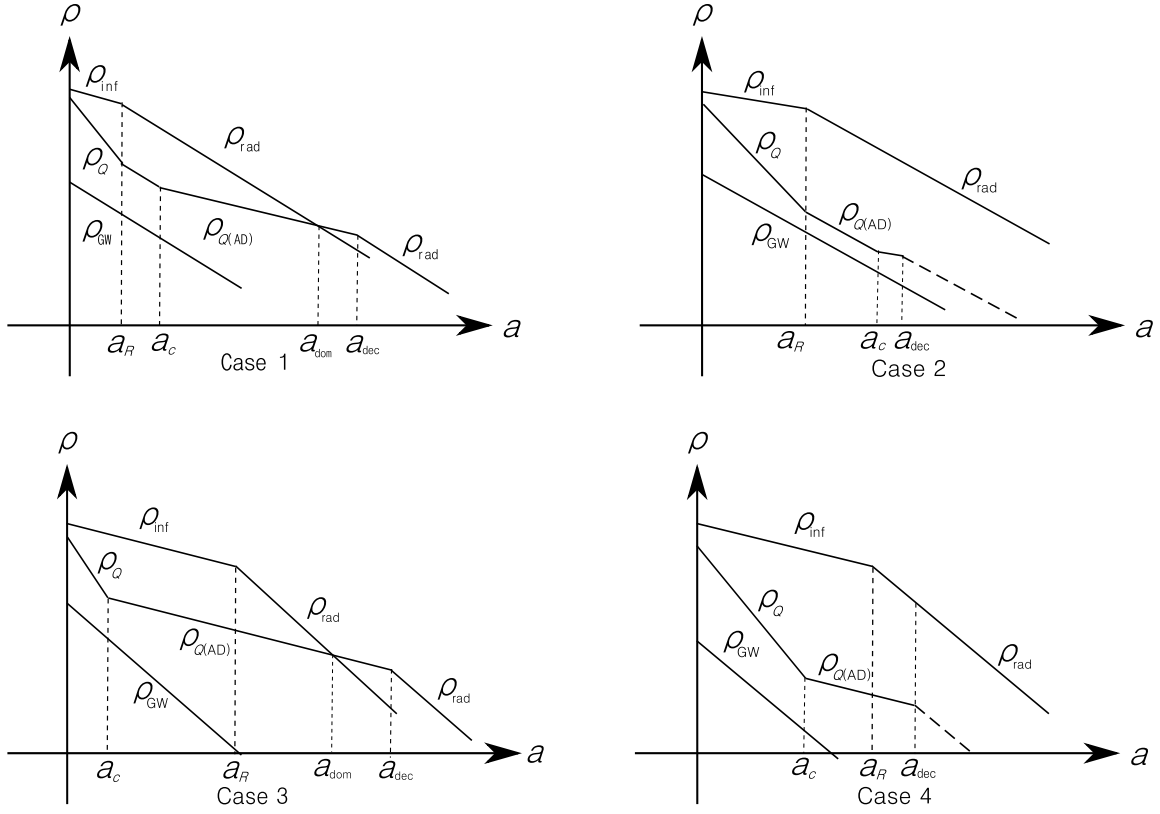 ρ
ρinf
ρrad
ρQ
ρQ(AD)
ρGW
ρrad
aR ac adom adec a
Case 1
ρ
ρinf
ρQ
ρrad
ρQ(AD)
ρGW
aR ac adec a
Case 2
ρ
ρinf
ρQ
ρrad
ρQ(AD)
ρGW
ρrad
ac aR adom adec a
Case 3
ρ
ρinf
ρQ
ρGW
ρQ(AD)
ρrad
ac aR adec a
Case 4